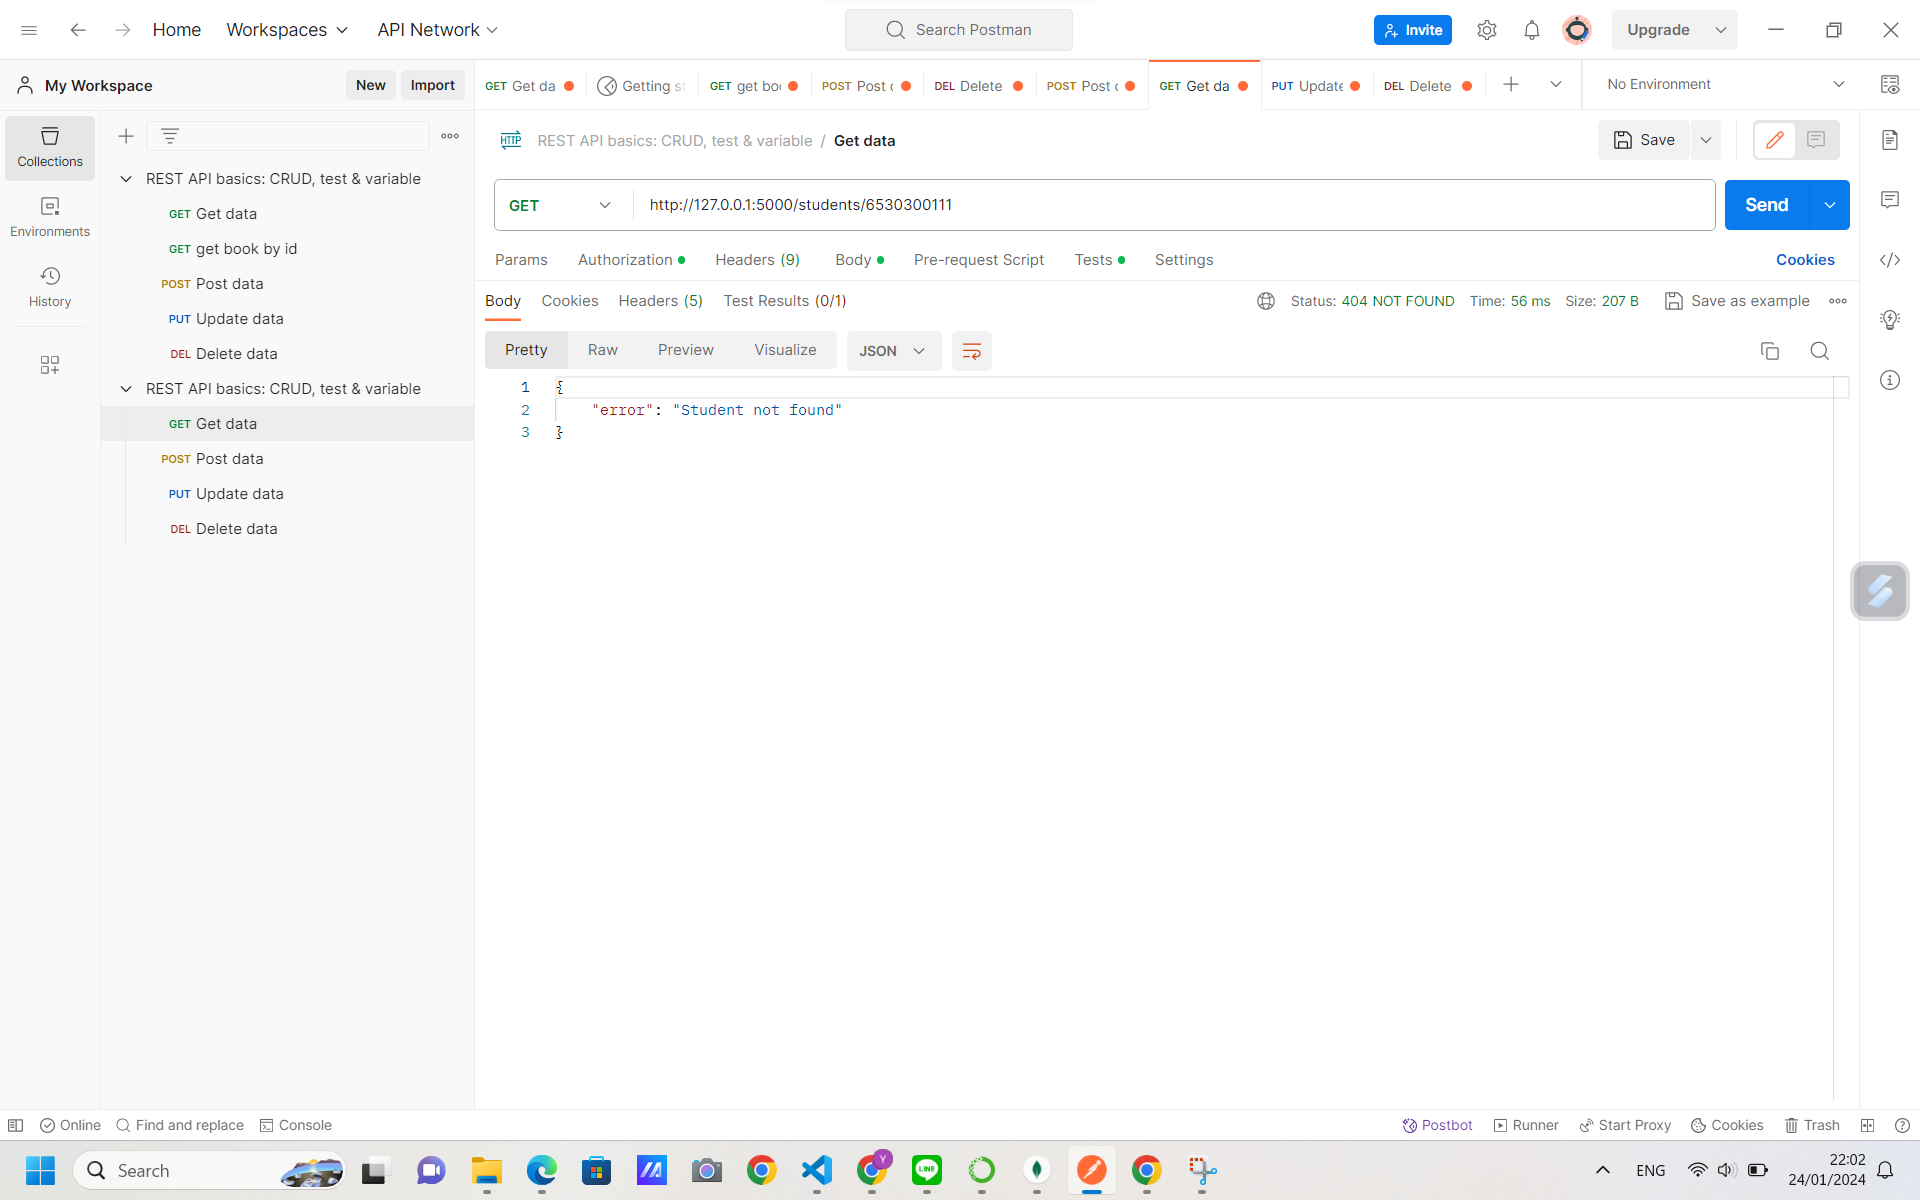 Home Workspaces API Network Search Postman Invite Upgrade
My Workspace New Import GET Get da Getting st GET get boo POST Post d DEL Delete POST Post d GET Get da PUT Update DEL Delete No Environment
Collections
Environments
History
REST API basics: CRUD, test & variable
GET Get data
GET get book by id
POST Post data
PUT Update data
DEL Delete data
REST API basics: CRUD, test & variable
GET Get data
POST Post data
PUT Update data
DEL Delete data
HTTP REST API basics: CRUD, test & variable / Get data Save
GET http://127.0.0.1:5000/students/6530300111 Send
Params Authorization Headers (9) Body Pre-request Script Tests Settings Cookies
Body Cookies Headers (5) Test Results (0/1) Status: 404 NOT FOUND Time: 56 ms Size: 207 B Save as example
Pretty Raw Preview Visualize JSON
1 {
2 "error": "Student not found"
3 }
Online Find and replace Console Postbot Runner Start Proxy Cookies Trash
Search Y LINE ENG 22:02
24/01/2024